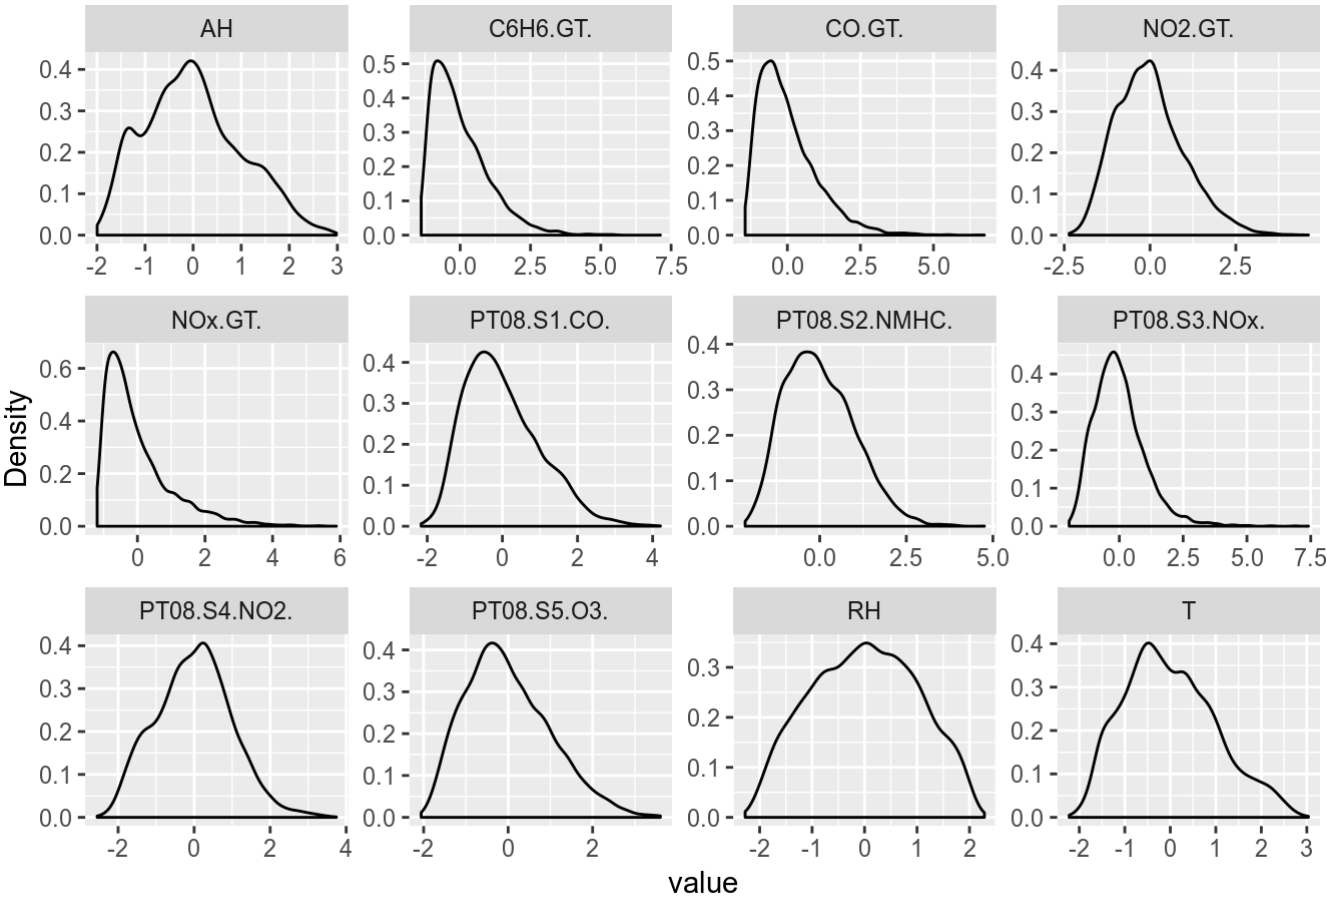 AH C6H6.GT. CO.GT. NO2.GT.
0.4 0.3 0.2 0.1 0.0 0.5 0.4 0.3 0.2 0.1 0.0 0.5 0.4 0.3 0.2 0.1 0.0 0.4 0.3 0.2 0.1 0.0
-2 -1 0 1 2 3 0.0 2.5 5.0 7.5 0.0 2.5 5.0 -2.5 0.0 2.5
NOx.GT. PT08.S1.CO. PT08.S2.NMHC. PT08.S3.NOx.
Density
0.6 0.4 0.2 0.0 0.4 0.3 0.2 0.1 0.0 0.4 0.3 0.2 0.1 0.0 0.4 0.3 0.2 0.1 0.0
0 2 4 6 -2 0 2 4 0.0 2.5 5.0 0.0 2.5 5.0 7.5
PT08.S4.NO2. PT08.S5.O3. RH T
0.4 0.3 0.2 0.1 0.0 0.4 0.3 0.2 0.1 0.0 0.3 0.2 0.1 0.0 0.4 0.3 0.2 0.1 0.0
-2 0 2 4 -2 0 2 -2 -1 0 1 2 -2 -1 0 1 2 3
value